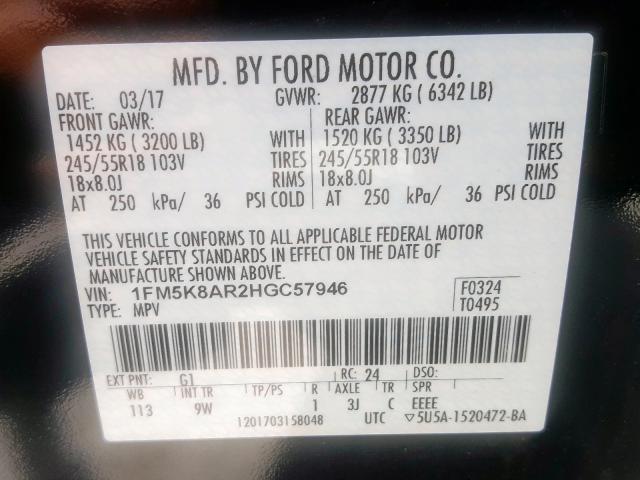 MFD. BY FORD MOTOR CO.
DATE: 03/17 GVWR: 2877 KG ( 6342 LB)
FRONT GAWR: REAR GAWR:
1452 KG ( 3200 LB) WITH 1520 KG ( 3350 LB) WITH
245/55R18 103V TIRES 245/55R18 103V TIRES
18x8.0J RIMS 18x8.0J RIMS
AT 250 kPa/ 36 PSI COLD AT 250 kPa/ 36 PSI COLD
THIS VEHICLE CONFORMS TO ALL APPLICABLE FEDERAL MOTOR
VEHICLE SAFETY STANDARDS IN EFFECT ON THE DATE OF
MANUFACTURE SHOWN ABOVE.
VIN: 1FM5K8AR2HGC57946 F0324
TYPE: MPV T0495
EXT PNT: G1 RC: 24 DSO:
WB INT TR TP/PS R AXLE TR SPR
113 9W 1 3J C EEEE
1201703158048 UTC ▽5U5A-1520472-BA